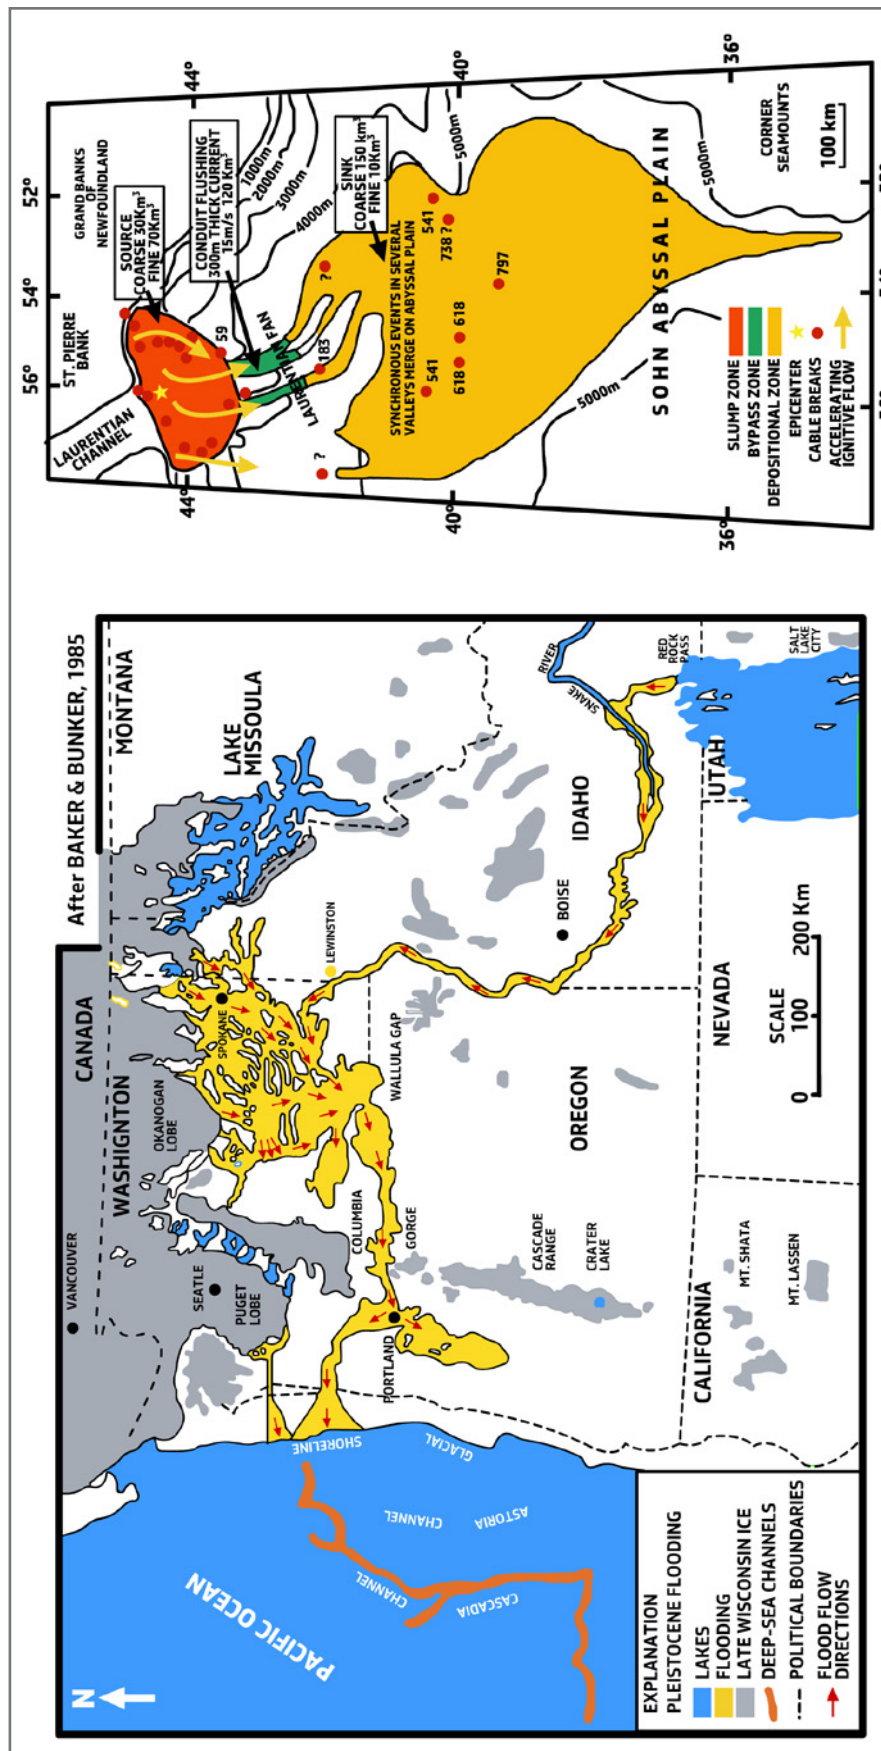 After BAKER & BUNKER, 1985
N
VANCOUVER
CANADA
WASHIGNTON
MONTANA
OKANOGAN
LOBE
SEATLE
PUGET
LOBE
SPOKANE
LAKE
MISSOULA
LEWINSTON
COLUMBIA
GORGE
WALLULA GAP
PORTLAND
SHORELINE
GLACIAL
ASTORIA
CHANNEL
CASCADIA
CHANNEL
PACIFIC OCEAN
CASCADE
RANGE
CRATER
LAKE
OREGON
IDAHO
BOISE
SNAKE
RIVER
RED
ROCK
PASS
SALT
LAKE
CITY
UTAH
NEVADA
CALIFORNIA
MT. SHATA
MT. LASSEN
SCALE
0
100
200 Km
EXPLANATION
PLEISTOCENE FLOODING
LAKES
FLOODING
LATE WISCONSIN ICE
DEEP-SEA CHANNELS
POLITICAL BOUNDARIES
FLOOD FLOW
DIRECTIONS
56°
54°
52°
44°
44°
40°
40°
36°
36°
LAURENTIAN
CHANNEL
ST. PIERRE
BANK
GRAND BANKS
OF
NEWFOUNDLAND
SOURCE
COARSE 30Km³
FINE 70Km³
CONDUIT FLUSHING
300m THICK CURRENT
15m/s 120 Km³
SINK
COARSE 150 km³
FINE 10Km³
1000m
2000m
3000m
4000m
5000m
5000m
5000m
59
183
?
?
LAURENTIAN FAN
SYNCHRONOUS EVENTS IN SEVERAL
VALLEYS MERGE ON ABYSSAL PLAIN
541
738 ?
541
618
618
797
SOHN ABYSSAL PLAIN
CORNER
SEAMOUNTS
100 km
SLUMP ZONE
BYPASS ZONE
DEPOSITIONAL ZONE
EPICENTER
CABLE BREAKS
ACCELERATING
IGNITIVE FLOW